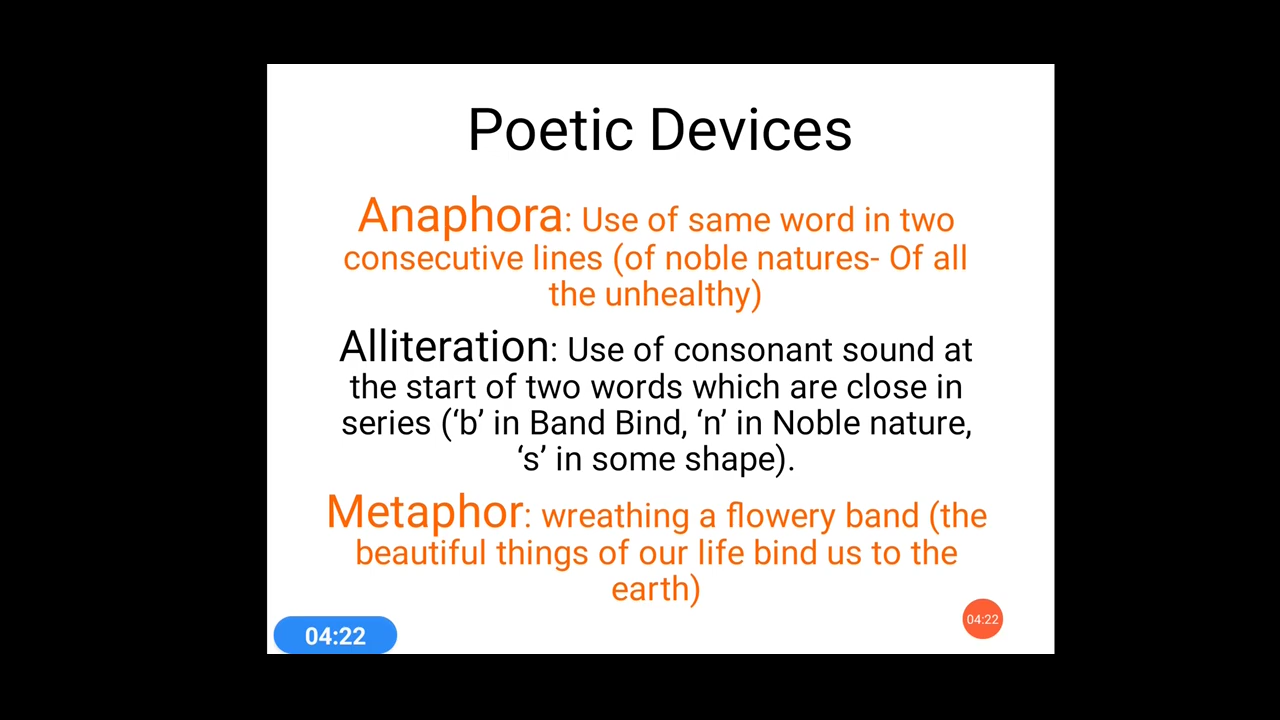 Poetic Devices
Anaphora: Use of same word in two
consecutive lines (of noble natures- Of all
the unhealthy)
Alliteration: Use of consonant sound at
the start of two words which are close in
series (‘b’ in Band Bind, ‘n’ in Noble nature,
‘s’ in some shape).
Metaphor: wreathing a flowery band (the
beautiful things of our life bind us to the
earth)
04:22
04:22